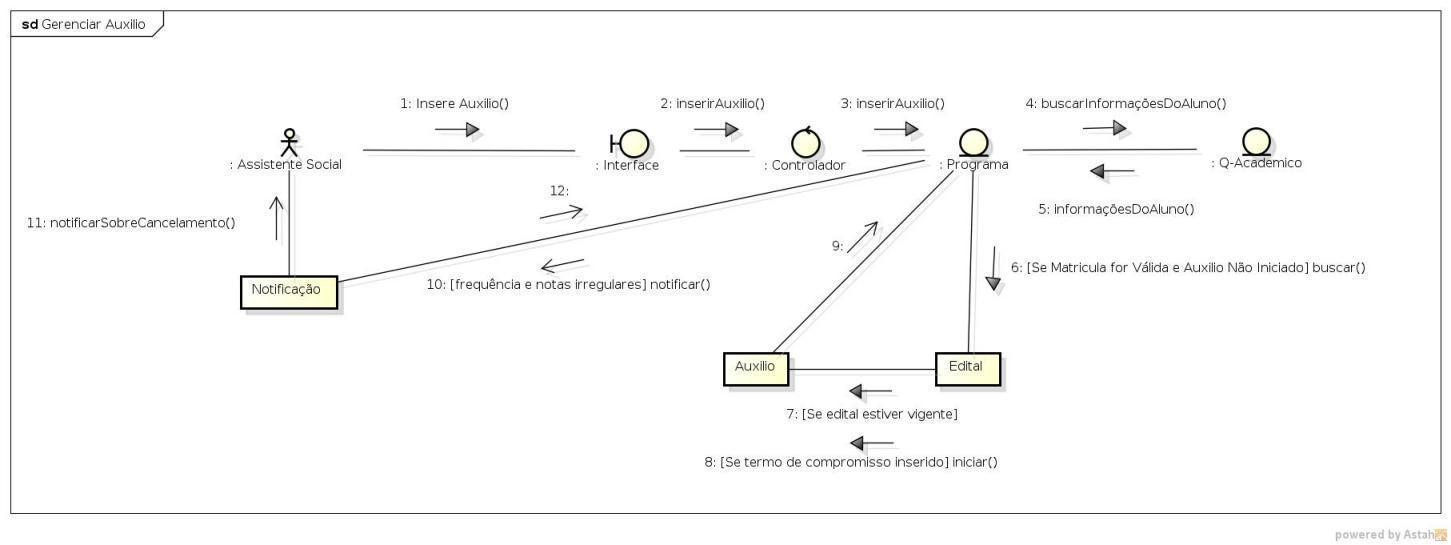 sd Gerenciar Auxilio
1: Insere Auxilio()
2: inserirAuxilio()
3: inserirAuxilio()
4: buscarInformaçõesDoAluno()
: Assistente Social
: Interface
: Controlador
: Programa
: Q-Academico
5: informaçõesDoAluno()
12:
11: notificarSobreCancelamento()
9:
6: [Se Matricula for Válida e Auxilio Não Iniciado] buscar()
10: [frequência e notas irregulares] notificar()
Notificação
Auxilio
Edital
7: [Se edital estiver vigente]
8: [Se termo de compromisso inserido] iniciar()
powered by Astah